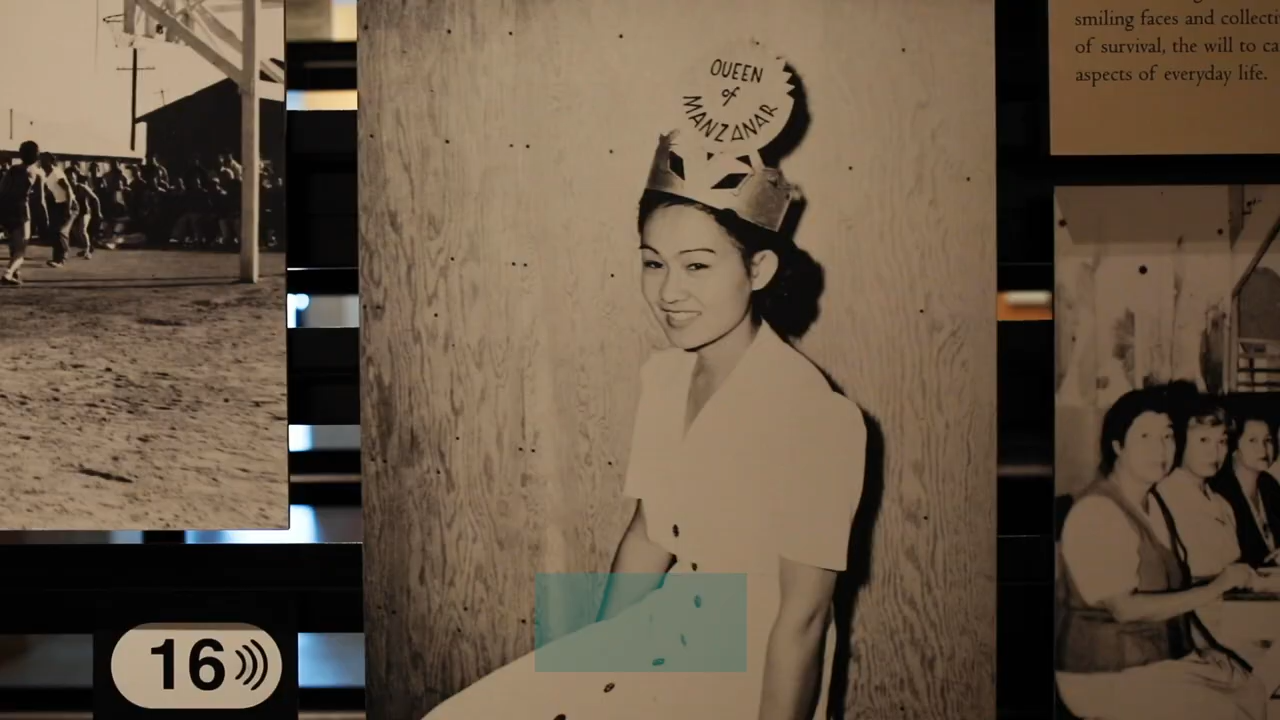 QUEEN
of
MANZANAR
smiling faces and collecti
of survival, the will to ca
aspects of everyday life.
16